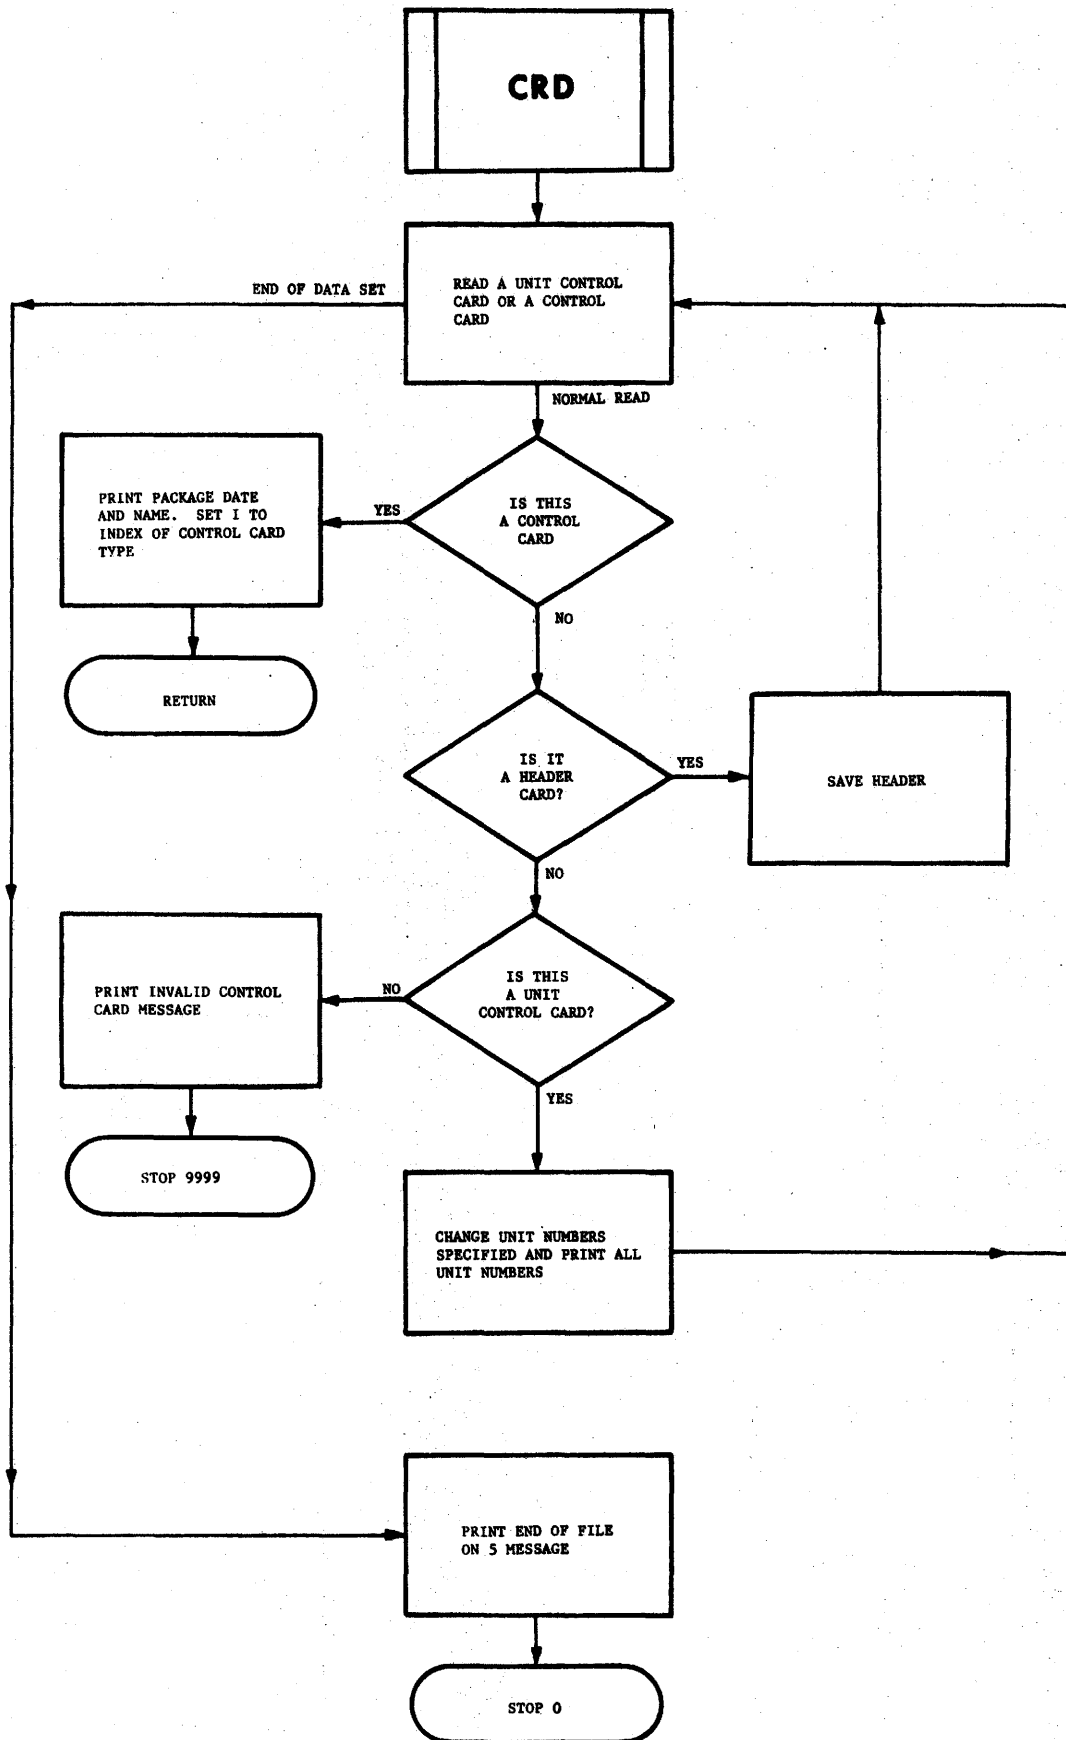 CRD
READ A UNIT CONTROL
CARD OR A CONTROL
CARD
END OF DATA SET
NORMAL READ
IS THIS
A CONTROL
CARD
YES
PRINT PACKAGE DATE
AND NAME. SET I TO
INDEX OF CONTROL CARD
TYPE
RETURN
NO
IS IT
A HEADER
CARD?
YES
SAVE HEADER
NO
IS THIS
A UNIT
CONTROL CARD?
NO
PRINT INVALID CONTROL
CARD MESSAGE
STOP 9999
YES
CHANGE UNIT NUMBERS
SPECIFIED AND PRINT ALL
UNIT NUMBERS
PRINT END OF FILE
ON 5 MESSAGE
STOP 0